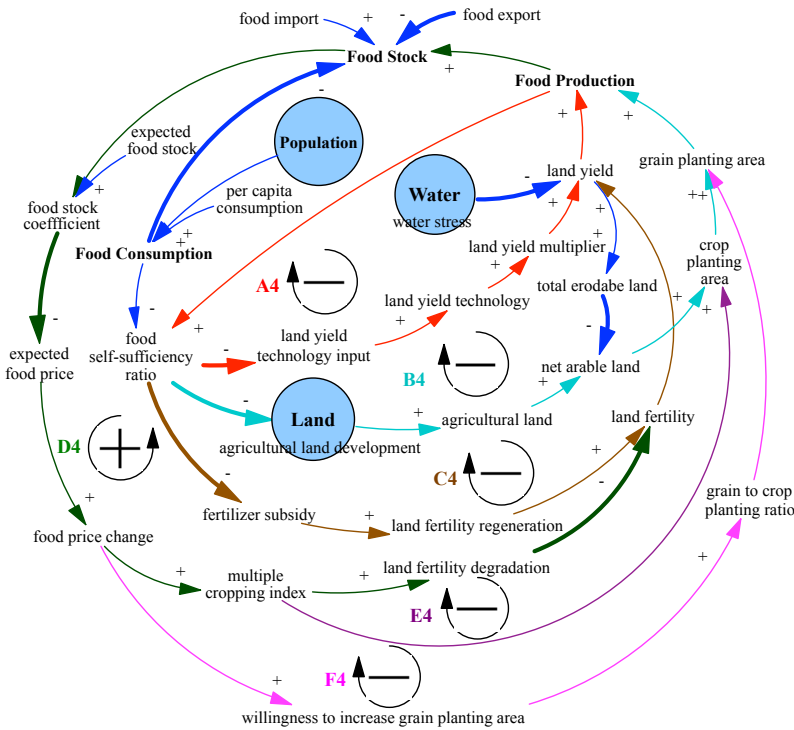 food import
+
-
food export
Food Stock
+
-
Food Production
+
+
expected
food stock
Population
grain planting area
+
per capita
consumption
Water
water stress
-
land yield
+
+
++
food stock
coeffficient
+
+
Food Consumption
land yield multiplier
+
+
crop
planting
area
A4
land yield technology
total erodabe land
-
-
+
-
+
+
+
expected
food price
food
self-sufficiency
ratio
-
land yield
technology input
B4
net arable land
-
+
Land
+
agricultural land
land fertility
D4
agricultural land development
C4
+
-
-
+
fertilizer subsidy
+
land fertility regeneration
grain to crop
planting ratio
food price change
+
+
+
land fertility degradation
multiple
cropping index
E4
F4
+
willingness to increase grain planting area